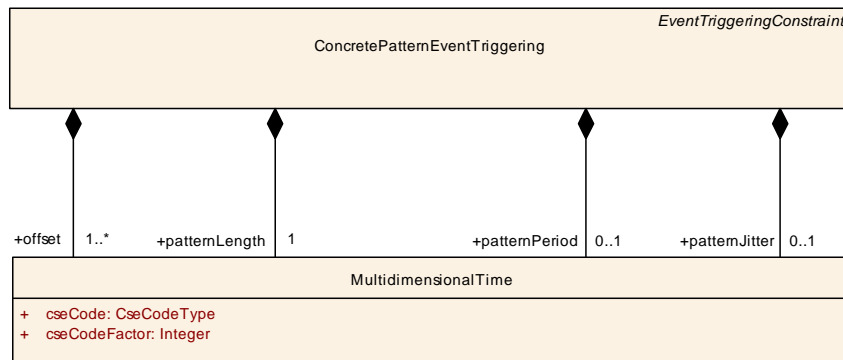 EventTriggeringConstraint
ConcretePatternEventTriggering
+offset 1..* +patternLength 1 +patternPeriod 0..1 +patternJitter 0..1
MultidimensionalTime
+ cseCode: CseCodeType
+ cseCodeFactor: Integer